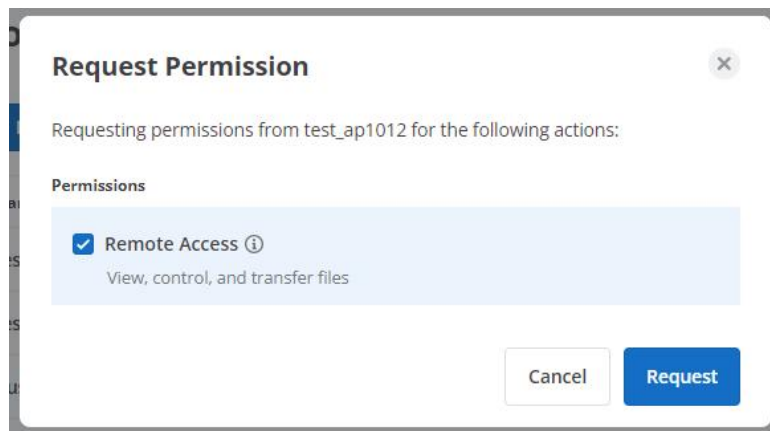 Request Permission
Requesting permissions from test_ap1012 for the following actions:
Permissions
Remote Access
View, control, and transfer files
Cancel
Request